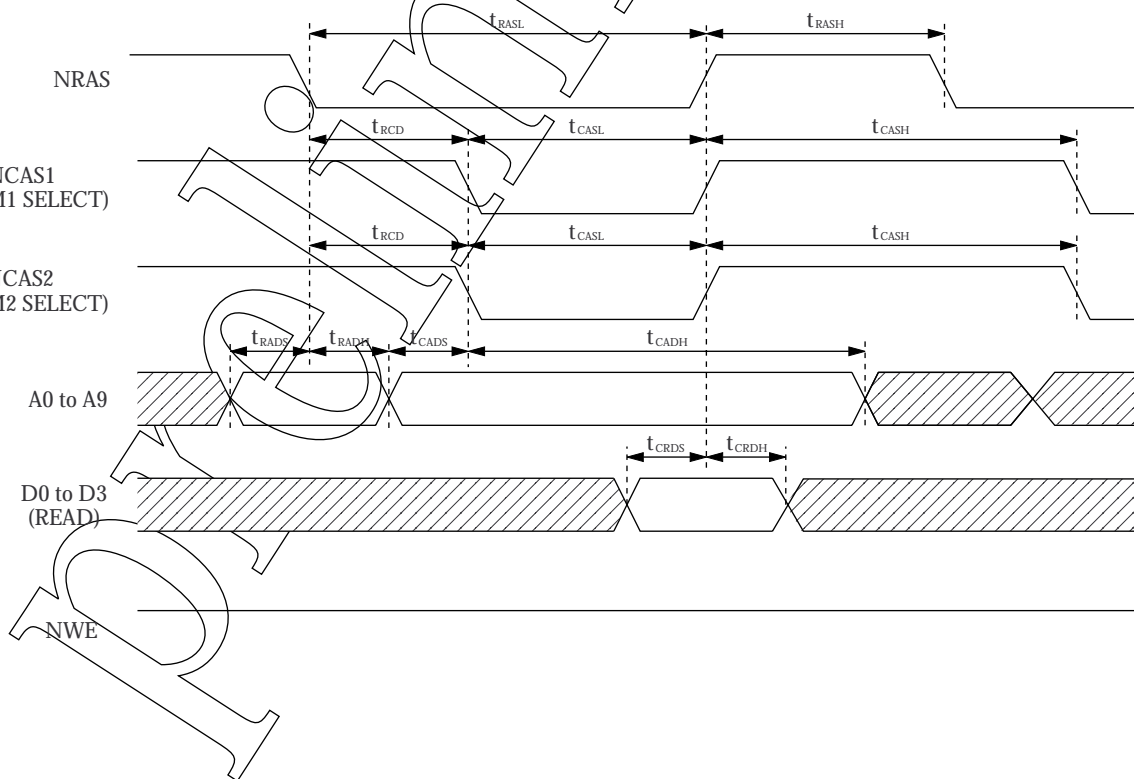 tRASL tRASH
NRAS
tRCD tCASL tCASH
NCAS1
M1 SELECT)
tRCD tCASL tCASH
NCAS2
M2 SELECT)
tRADS tRADH tCADS tCADH
A0 to A9
tCRDS tCRDH
D0 to D3
(READ)
NWE